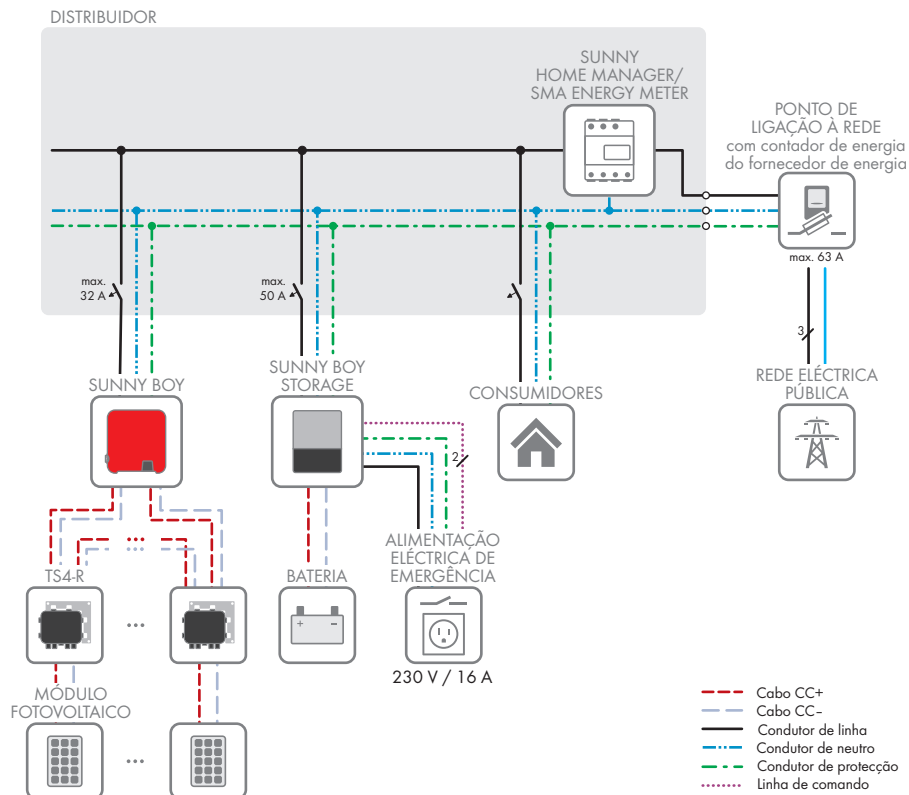 DISTRIBUIDOR
SUNNY
HOME MANAGER/
SMA ENERGY METER
PONTO DE
LIGAÇÃO À REDE
com contador de energia
do fornecedor de energia
max. 63 A
max.
32 A
max.
50 A
3
SUNNY BOY
SUNNY BOY
STORAGE
CONSUMIDORES
REDE ELÉCTRICA
PÚBLICA
2
TS4-R
...
...
BATERIA
ALIMENTAÇÃO
ELÉCTRICA DE
EMERGÊNCIA
...
+ -
230 V / 16 A
MÓDULO
FOTOVOLTAICO
...
Cabo CC+
Cabo CC-
Condutor de linha
Condutor de neutro
Condutor de protecção
Linha de comando